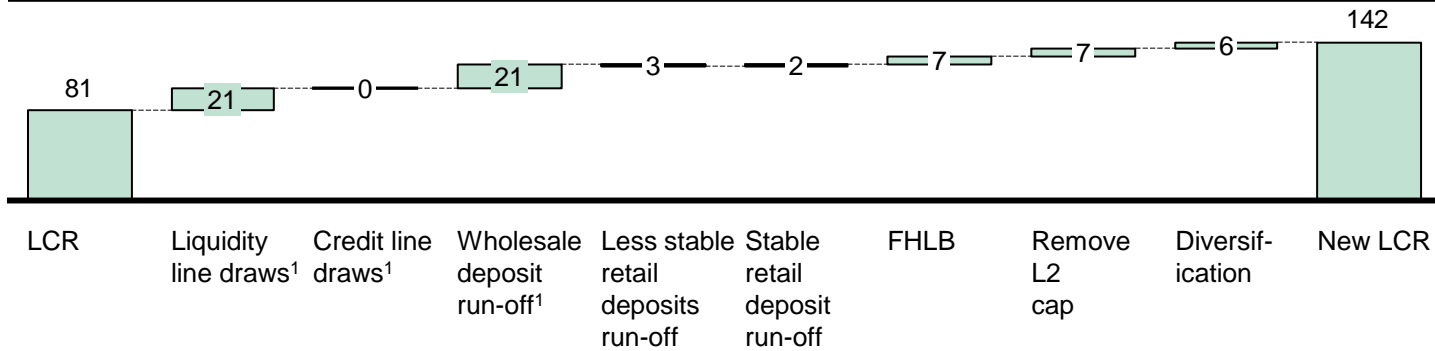 142
6
7
7
2
3
21
0
21
81
LCR
Liquidity
line draws¹
Credit line
draws¹
Wholesale
deposit
run-off¹
Less stable
retail
deposits
run-off
Stable
retail
deposit
run-off
FHLB
Remove
L2
cap
Diversif-
ication
New LCR